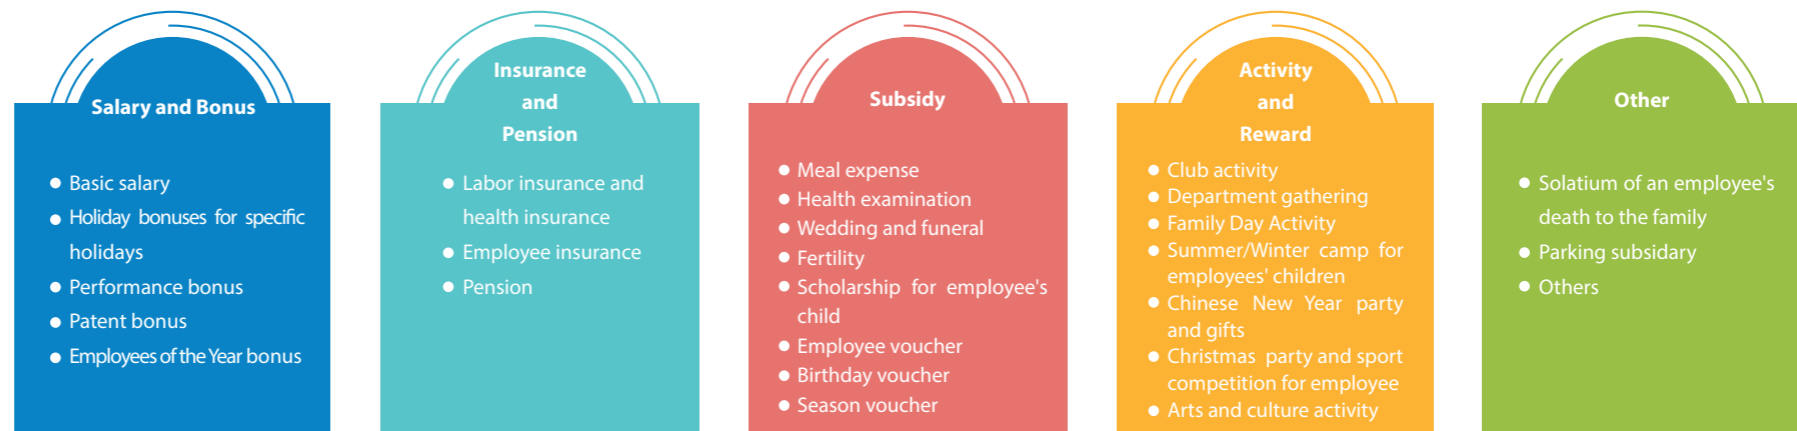 Salary and Bonus
Basic salary
Holiday bonuses for specific
holidays
Performance bonus
Patent bonus
Employees of the Year bonus
Insurance
and
Pension
Labor insurance and
health insurance
Employee insurance
Pension
Subsidy
Meal expense
Health examination
Wedding and funeral
Fertility
Scholarship for employee's
child
Employee voucher
Birthday voucher
Season voucher
Activity
and
Reward
Club activity
Department gathering
Family Day Activity
Summer/Winter camp for
employees' children
Chinese New Year party
and gifts
Christmas party and sport
competition for employee
Arts and culture activity
Other
Solatium of an employee's
death to the family
Parking subsidary
Others